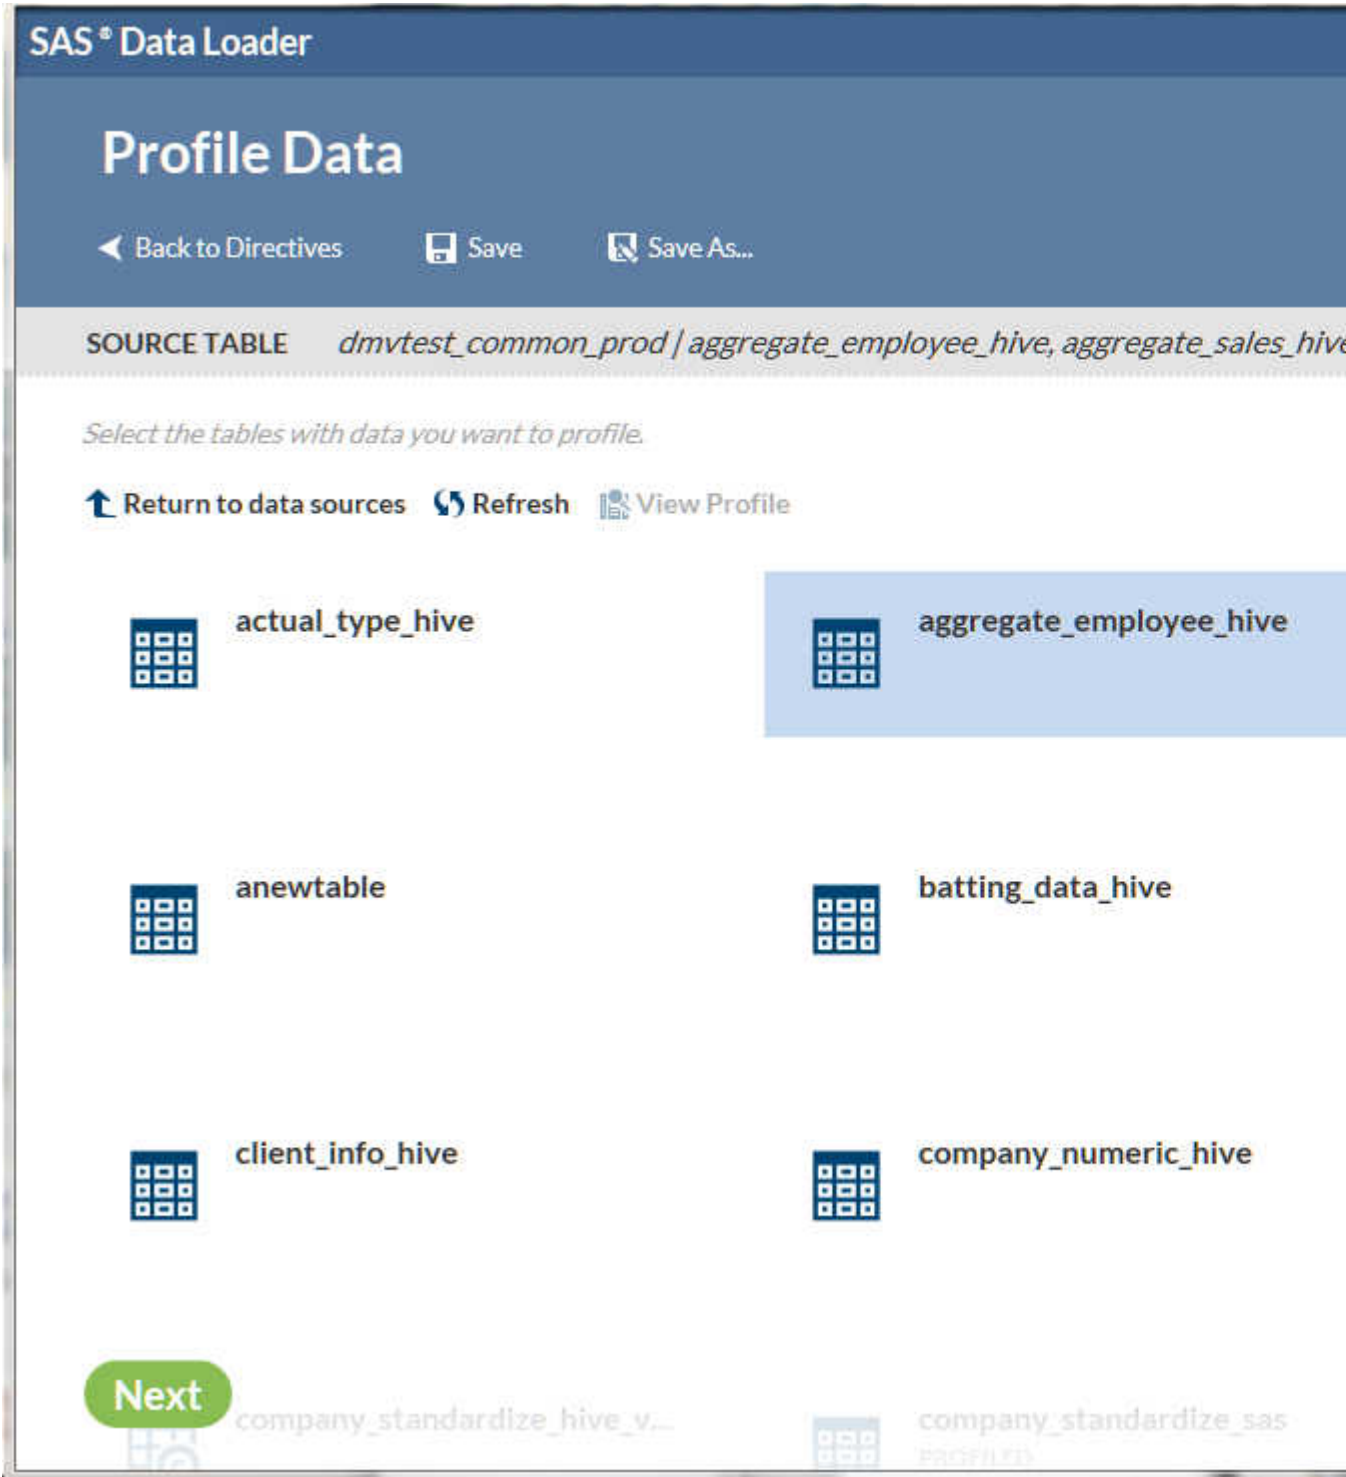 SAS® Data Loader
Profile Data
Back to Directives Save Save As...
SOURCE TABLE dmvtest_common_prod | aggregate_employee_hive, aggregate_sales_hive
Select the tables with data you want to profile.
Return to data sources Refresh View Profile
actual_type_hive aggregate_employee_hive
anewtable batting_data_hive
client_info_hive company_numeric_hive
Next
company_standardize_hive_v... company_standardize_sas
PROFILED